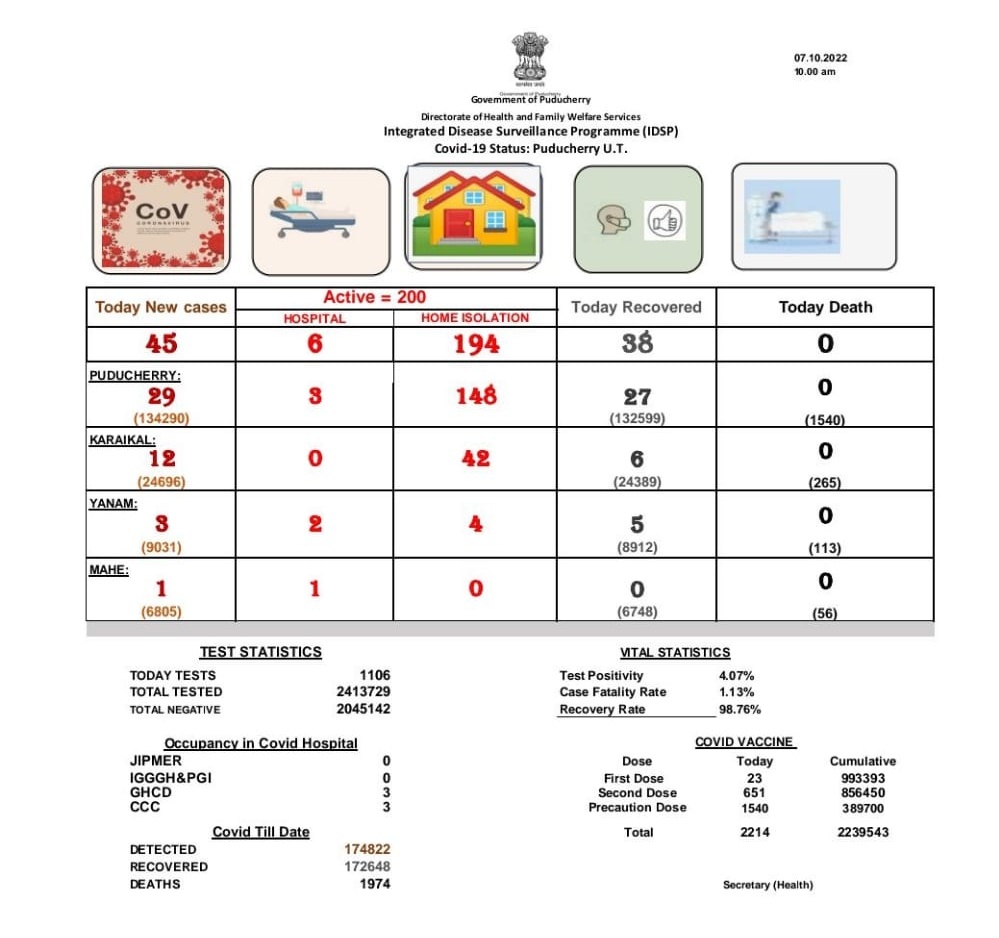 07.10.2022
10.00 am
सत्यमेव जयते
Government of Puducherry
Government of Puducherry
Directorate of Health and Family Welfare Services
Integrated Disease Surveillance Programme (IDSP)
Covid-19 Status: Puducherry U.T.
CoV
CORONAVIRUS
Today New cases Active = 200 Today Recovered Today Death
HOSPITAL HOME ISOLATION
45 6 194 38 0
PUDUCHERRY:
29 3 148 27 0
(134290) (132599) (1540)
KARAIKAL:
12 0 42 6 0
(24696) (24389) (265)
YANAM:
3 2 4 5 0
(9031) (8912) (113)
MAHE:
1 1 0 0 0
(6805) (6748) (56)
TEST STATISTICS
TODAY TESTS 1106
TOTAL TESTED 2413729
TOTAL NEGATIVE 2045142
VITAL STATISTICS
Test Positivity 4.07%
Case Fatality Rate 1.13%
Recovery Rate 98.76%
Occupancy in Covid Hospital
JIPMER 0
IGGGH&PGI 0
GHCD 3
CCC 3
COVID VACCINE
Dose Today Cumulative
First Dose 23 993393
Second Dose 651 856450
Precaution Dose 1540 389700
Total 2214 2239543
Covid Till Date
DETECTED 174822
RECOVERED 172648
DEATHS 1974
Secretary (Health)